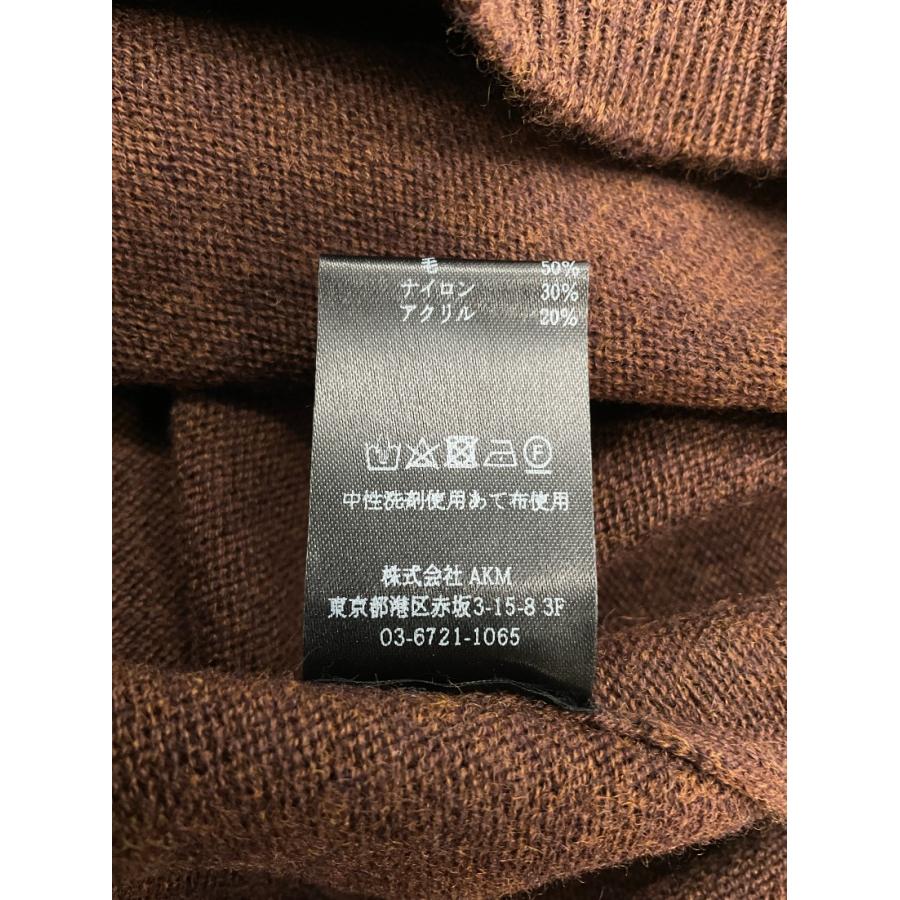 毛 50%
ナイロン 30%
アクリル 20%
F
中性洗剤使用あて布使用
株式会社 AKM
東京都港区赤坂3-15-8 3F
03-6721-1065